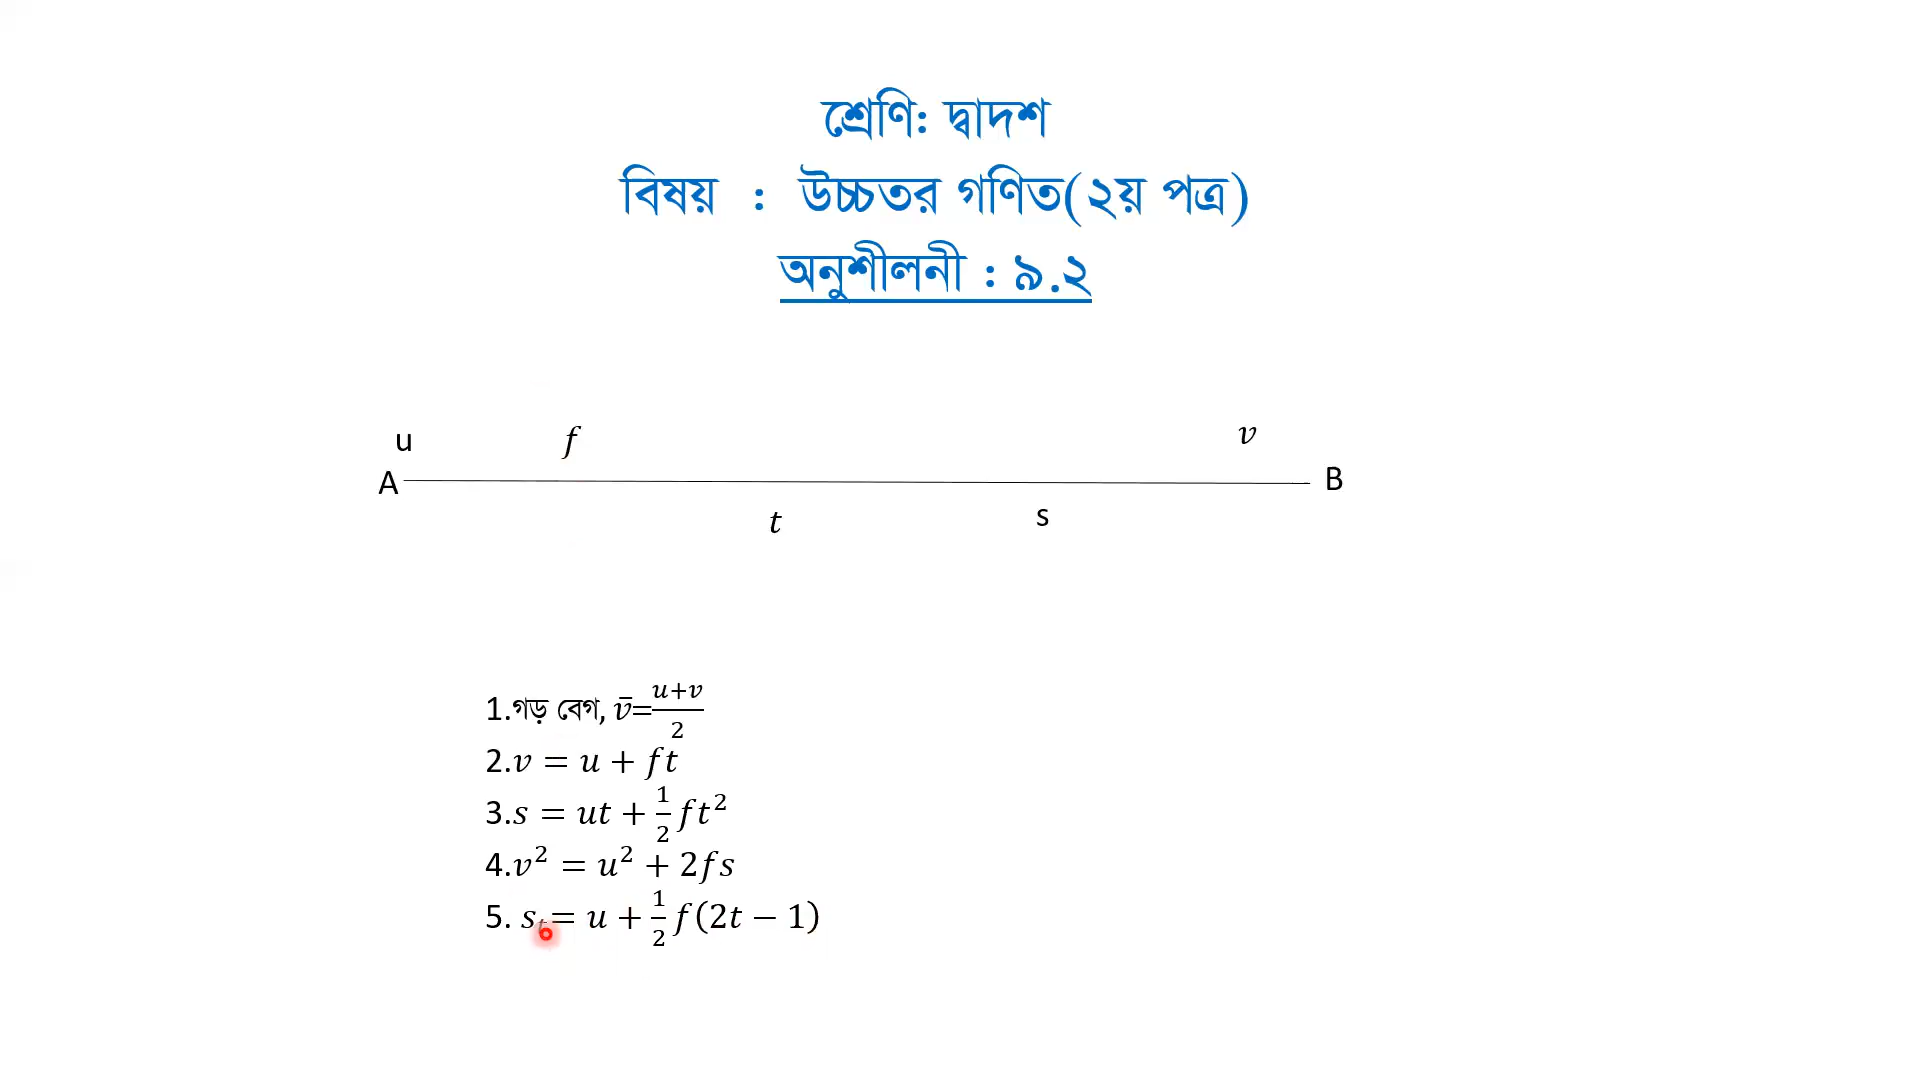 শ্রেণি: দ্বাদশ
বিষয় : উচ্চতর গণিত(২য় পত্র)
অনুশীলনী : ৯.২
u f v
A B
t s
1.গড় বেগ, v̄=(u+v)/2
2.v = u + ft
3.s = ut + 1/2 ft²
4.v² = u² + 2fs
5. sₜ= u + 1/2 f(2t − 1)